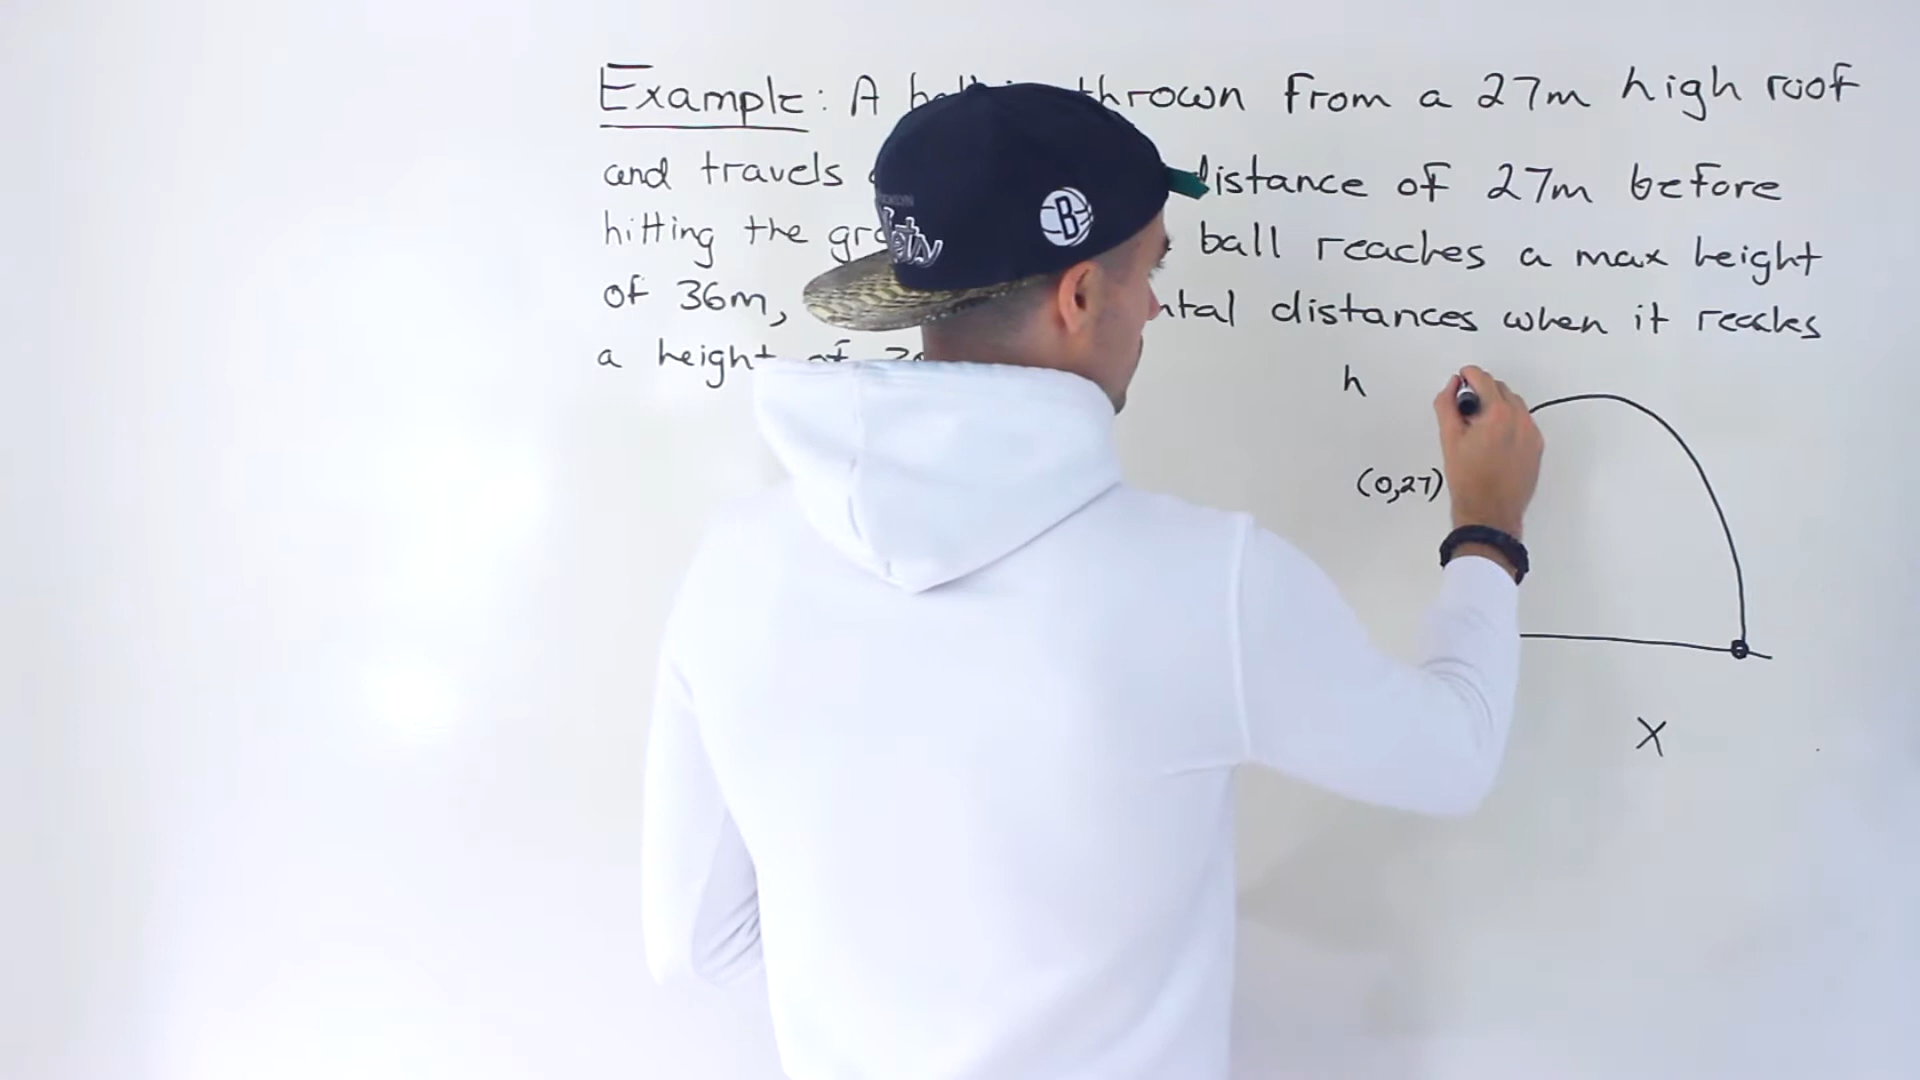 Example: A thrown from a 27m high roof
and travels distance of 27m before
hitting the ball reaches a max height
of 36m, distances when it reaches
a height of
h
(0,27)
X
B